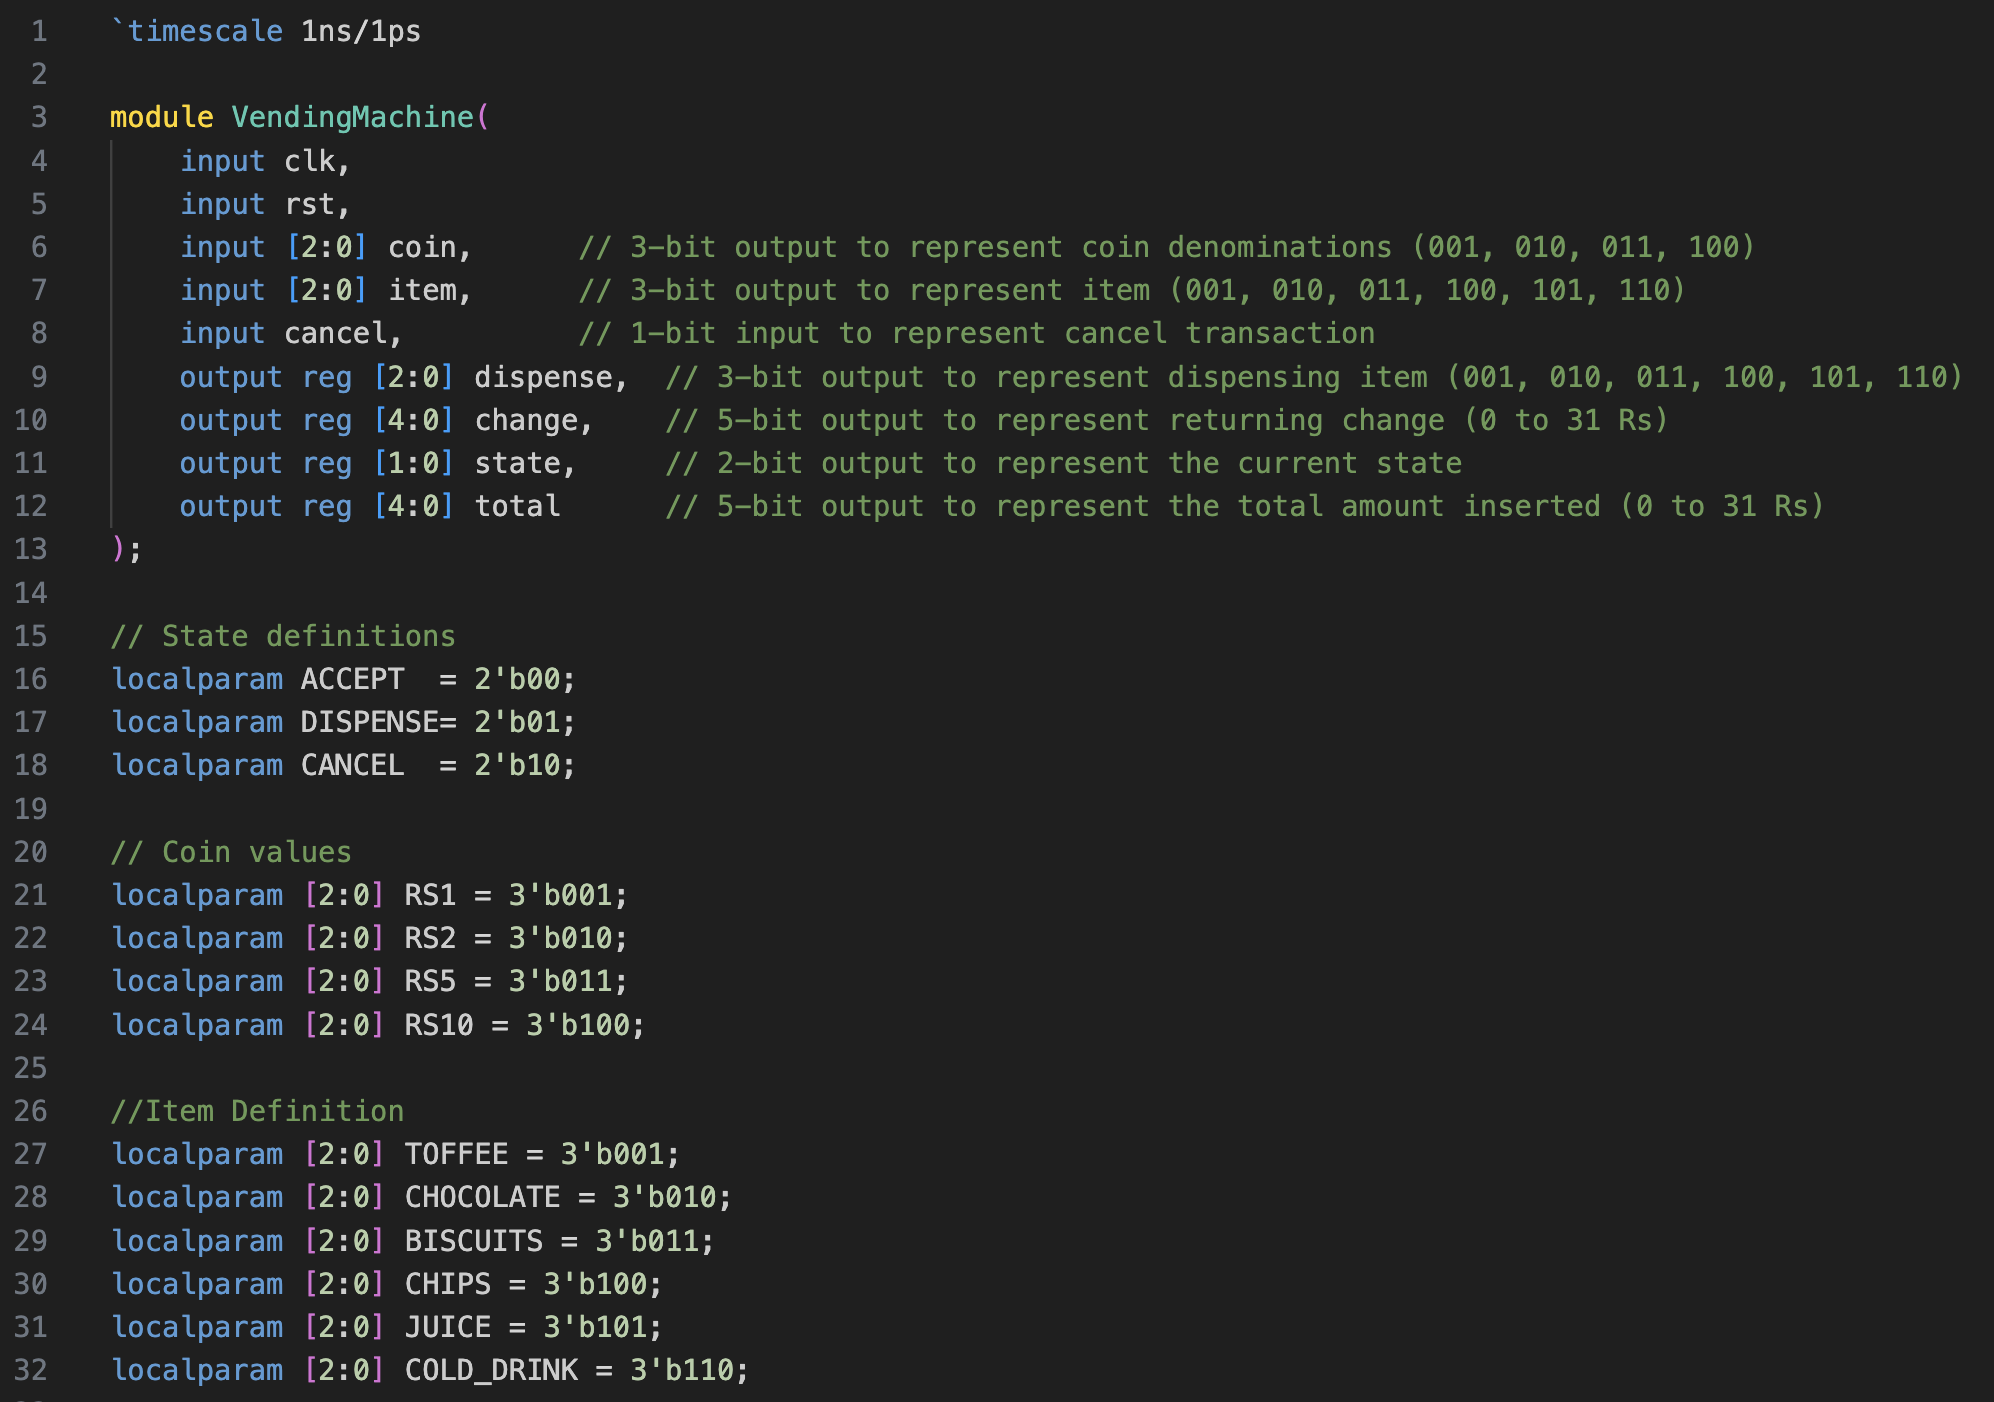 1 `timescale 1ns/1ps
2
3 module VendingMachine(
4     input clk,
5     input rst,
6     input [2:0] coin,      // 3-bit output to represent coin denominations (001, 010, 011, 100)
7     input [2:0] item,      // 3-bit output to represent item (001, 010, 011, 100, 101, 110)
8     input cancel,          // 1-bit input to represent cancel transaction
9     output reg [2:0] dispense,  // 3-bit output to represent dispensing item (001, 010, 011, 100, 101, 110)
10     output reg [4:0] change,    // 5-bit output to represent returning change (0 to 31 Rs)
11     output reg [1:0] state,     // 2-bit output to represent the current state
12     output reg [4:0] total      // 5-bit output to represent the total amount inserted (0 to 31 Rs)
13 );
14
15 // State definitions
16 localparam ACCEPT  = 2'b00;
17 localparam DISPENSE= 2'b01;
18 localparam CANCEL  = 2'b10;
19
20 // Coin values
21 localparam [2:0] RS1 = 3'b001;
22 localparam [2:0] RS2 = 3'b010;
23 localparam [2:0] RS5 = 3'b011;
24 localparam [2:0] RS10 = 3'b100;
25
26 //Item Definition
27 localparam [2:0] TOFFEE = 3'b001;
28 localparam [2:0] CHOCOLATE = 3'b010;
29 localparam [2:0] BISCUITS = 3'b011;
30 localparam [2:0] CHIPS = 3'b100;
31 localparam [2:0] JUICE = 3'b101;
32 localparam [2:0] COLD_DRINK = 3'b110;